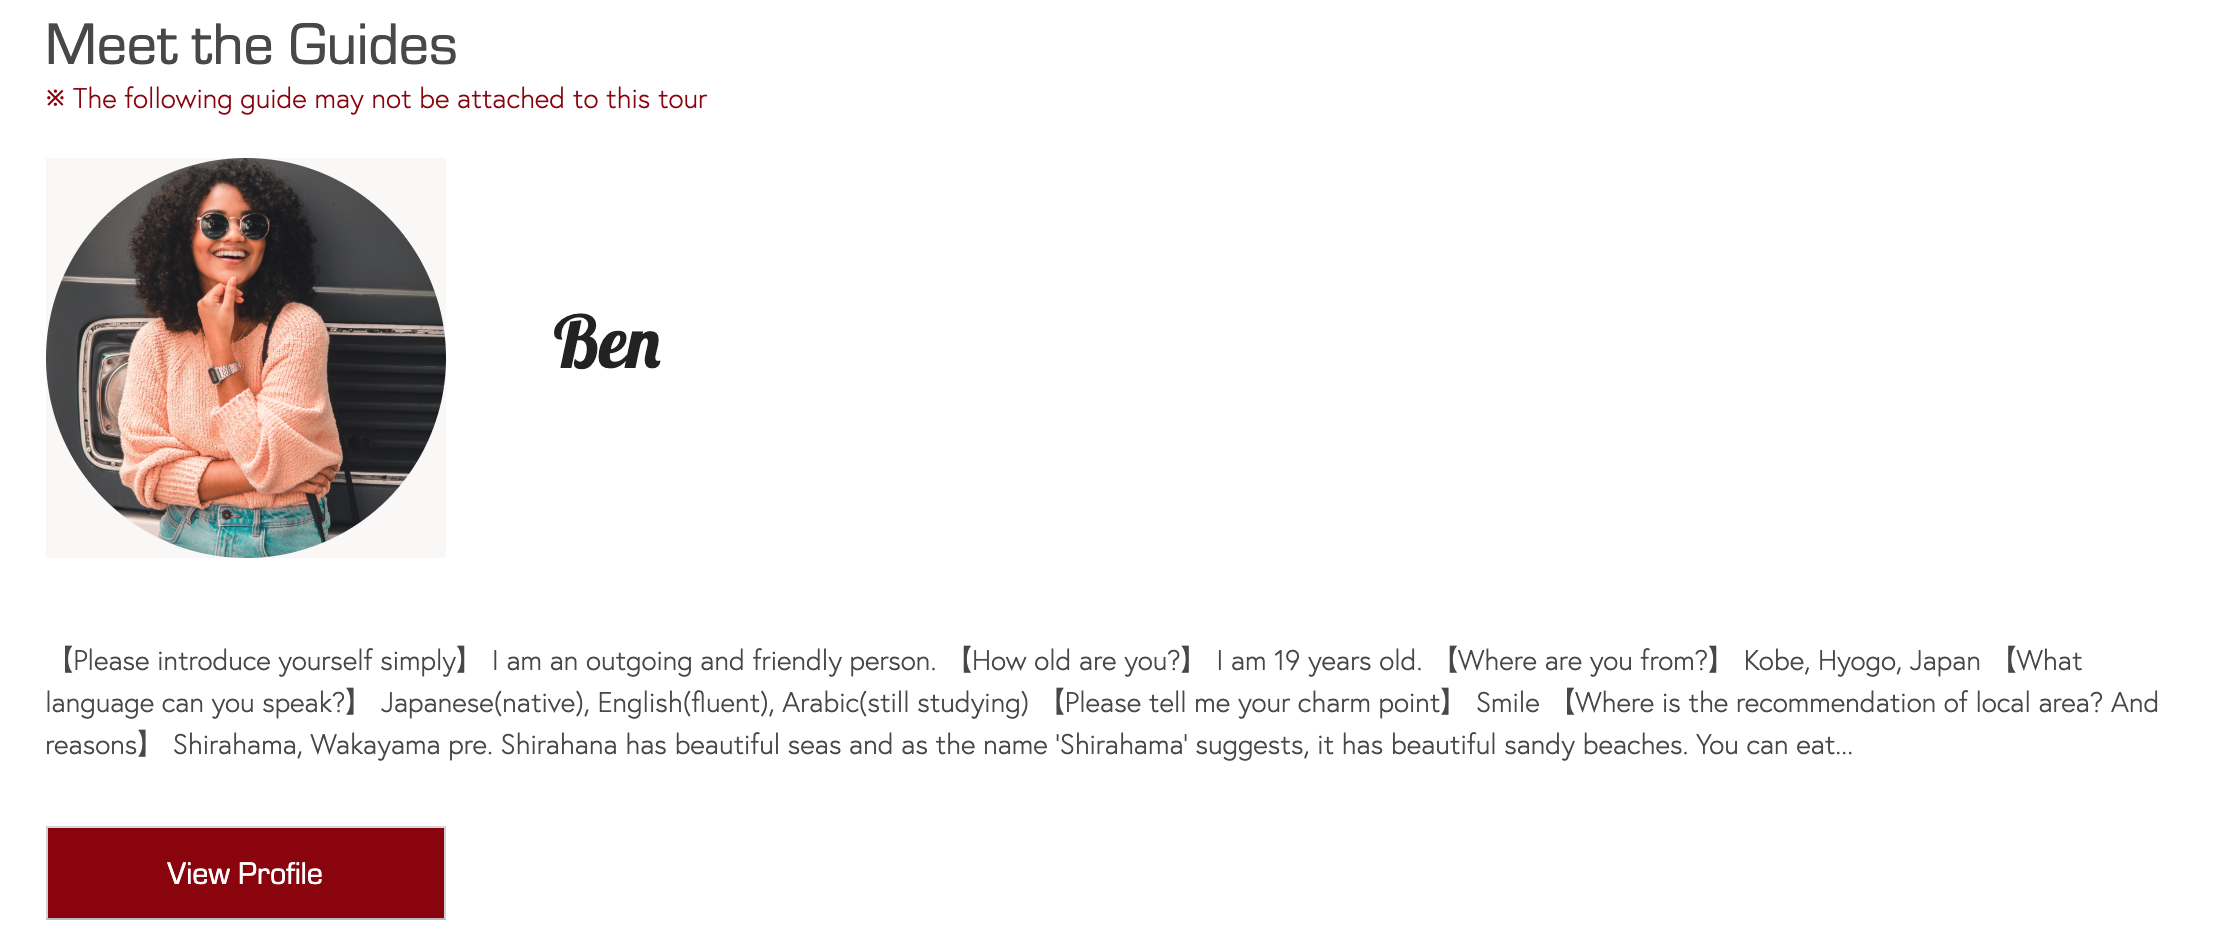 Meet the Guides
※ The following guide may not be attached to this tour
Ben
【Please introduce yourself simply】 I am an outgoing and friendly person. 【How old are you?】 I am 19 years old. 【Where are you from?】 Kobe, Hyogo, Japan 【What
language can you speak?】 Japanese(native), English(fluent), Arabic(still studying) 【Please tell me your charm point】 Smile 【Where is the recommendation of local area? And
reasons】 Shirahama, Wakayama pre. Shirahana has beautiful seas and as the name 'Shirahama' suggests, it has beautiful sandy beaches. You can eat...
View Profile